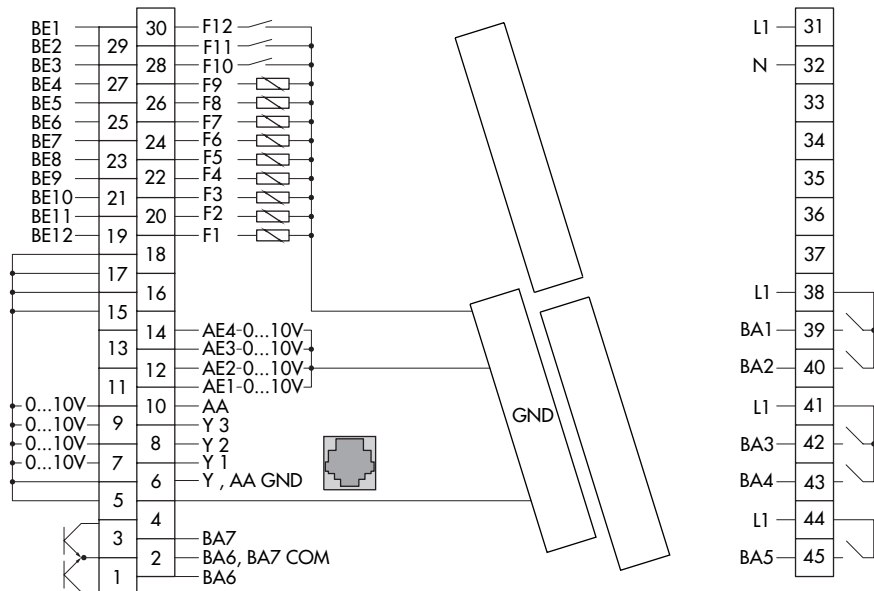 BE1 30 F12 L1 31
BE2 29 F11
BE3 28 F10 N 32
BE4 27 F9
BE5 26 F8 33
BE6 25 F7
BE7 24 F6 34
BE8 23 F5
BE9 22 F4 35
BE10 21 F3
BE11 20 F2 36
BE12 19 F1
18 37
17
16 L1 38
15
14 AE4-0...10V BA1 39
13 AE3-0...10V
12 AE2-0...10V BA2 40
11 AE1-0...10V
0...10V 10 AA L1 41
0...10V 9 Y 3 GND
0...10V 8 Y 2 BA3 42
0...10V 7 Y 1
6 Y , AA GND BA4 43
5
4 L1 44
3 BA7
2 BA6, BA7 COM BA5 45
1 BA6